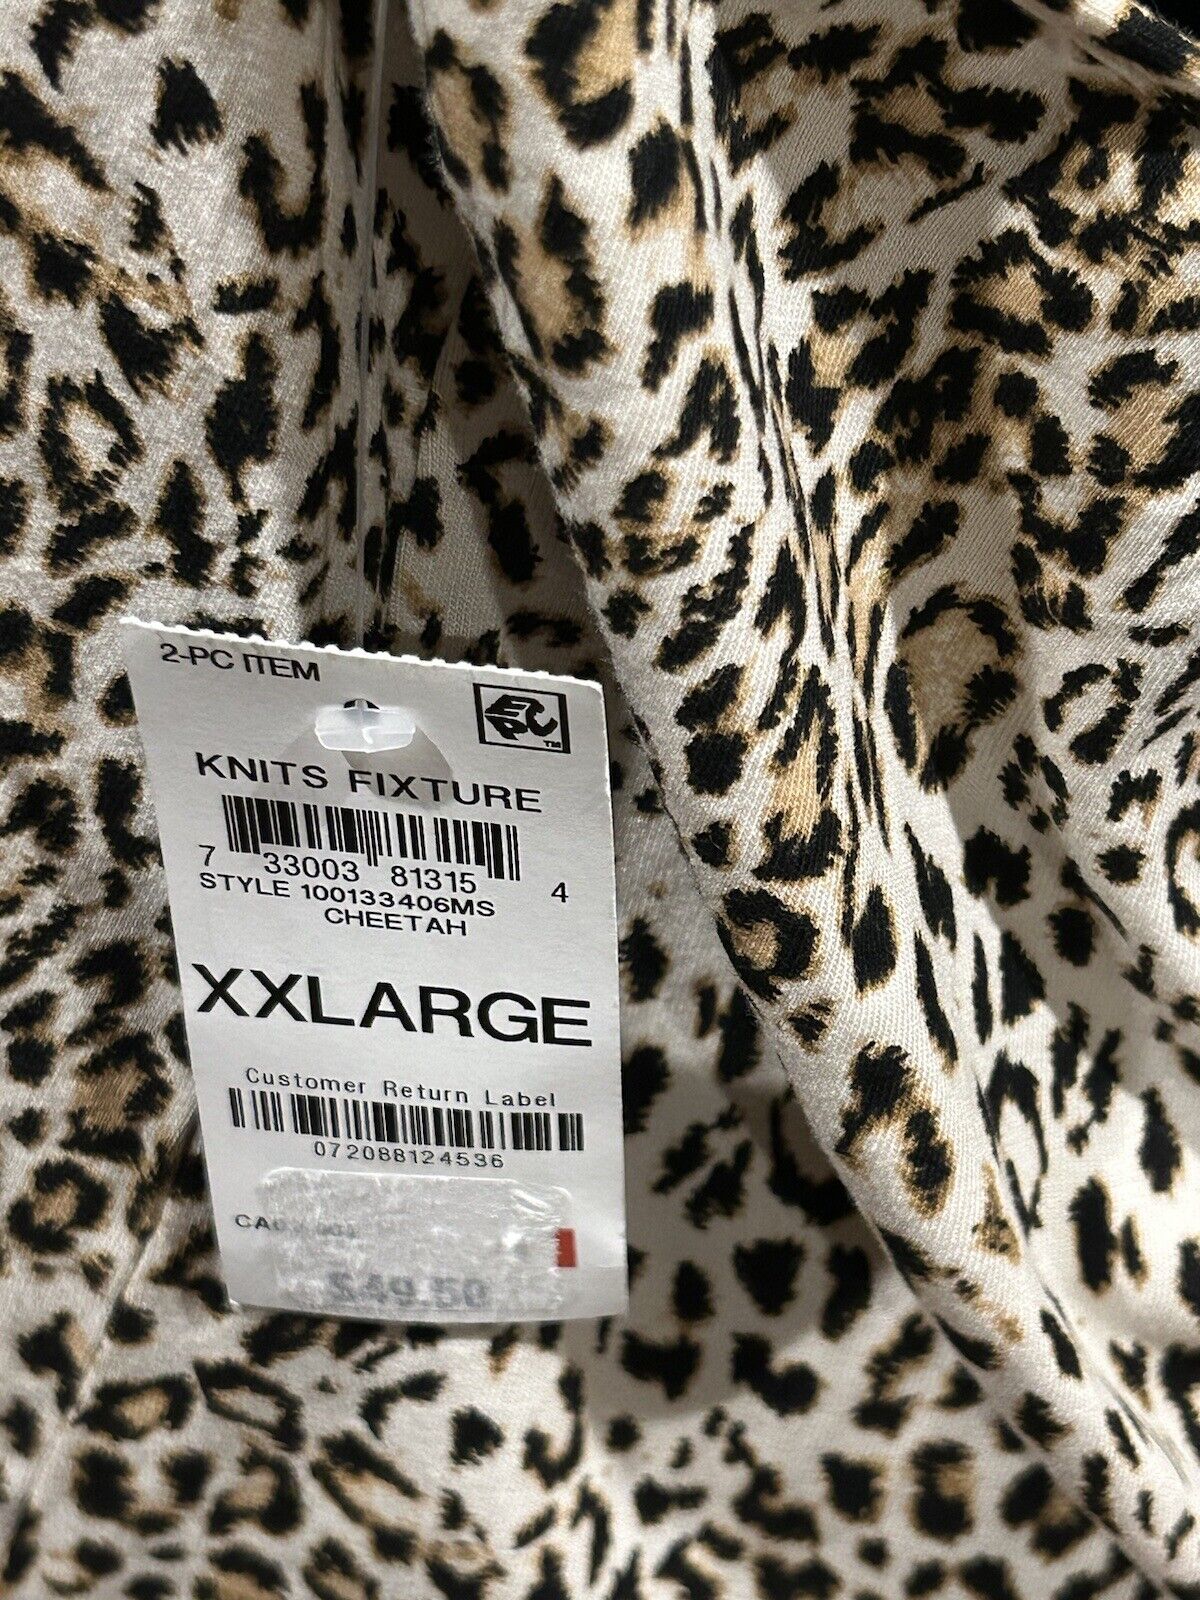 2-PC ITEM
EPC™
KNITS FIXTURE
7 33003 81315 4
STYLE 100133406MS
CHEETAH
XXLARGE
Customer Return Label
072088124536
$49.50